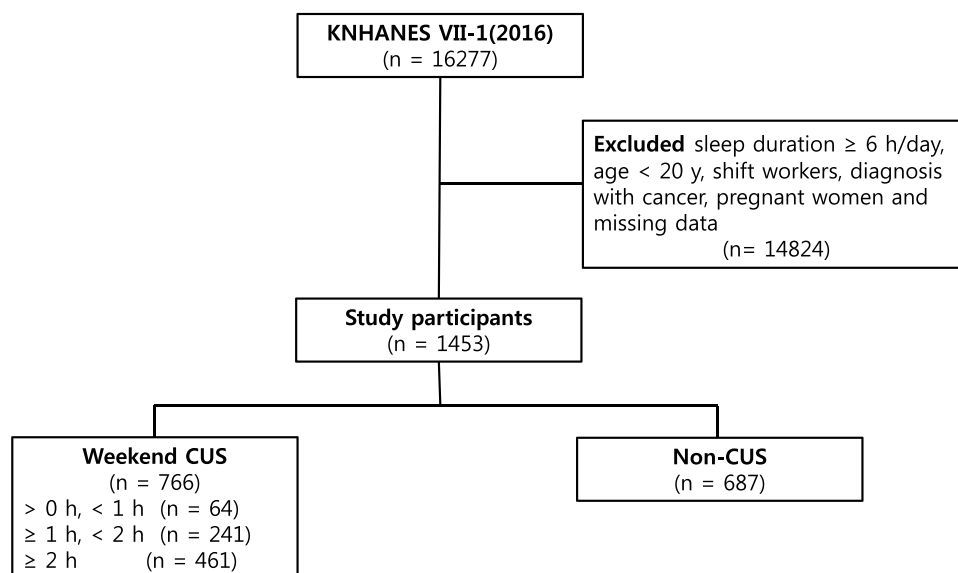 KNHANES VII-1(2016)
(n = 16277)
Excluded sleep duration ≥ 6 h/day,
age < 20 y, shift workers, diagnosis
with cancer, pregnant women and
missing data
(n= 14824)
Study participants
(n = 1453)
Weekend CUS
(n = 766)
> 0 h, < 1 h (n = 64)
≥ 1 h, < 2 h (n = 241)
≥ 2 h (n = 461)
Non-CUS
(n = 687)